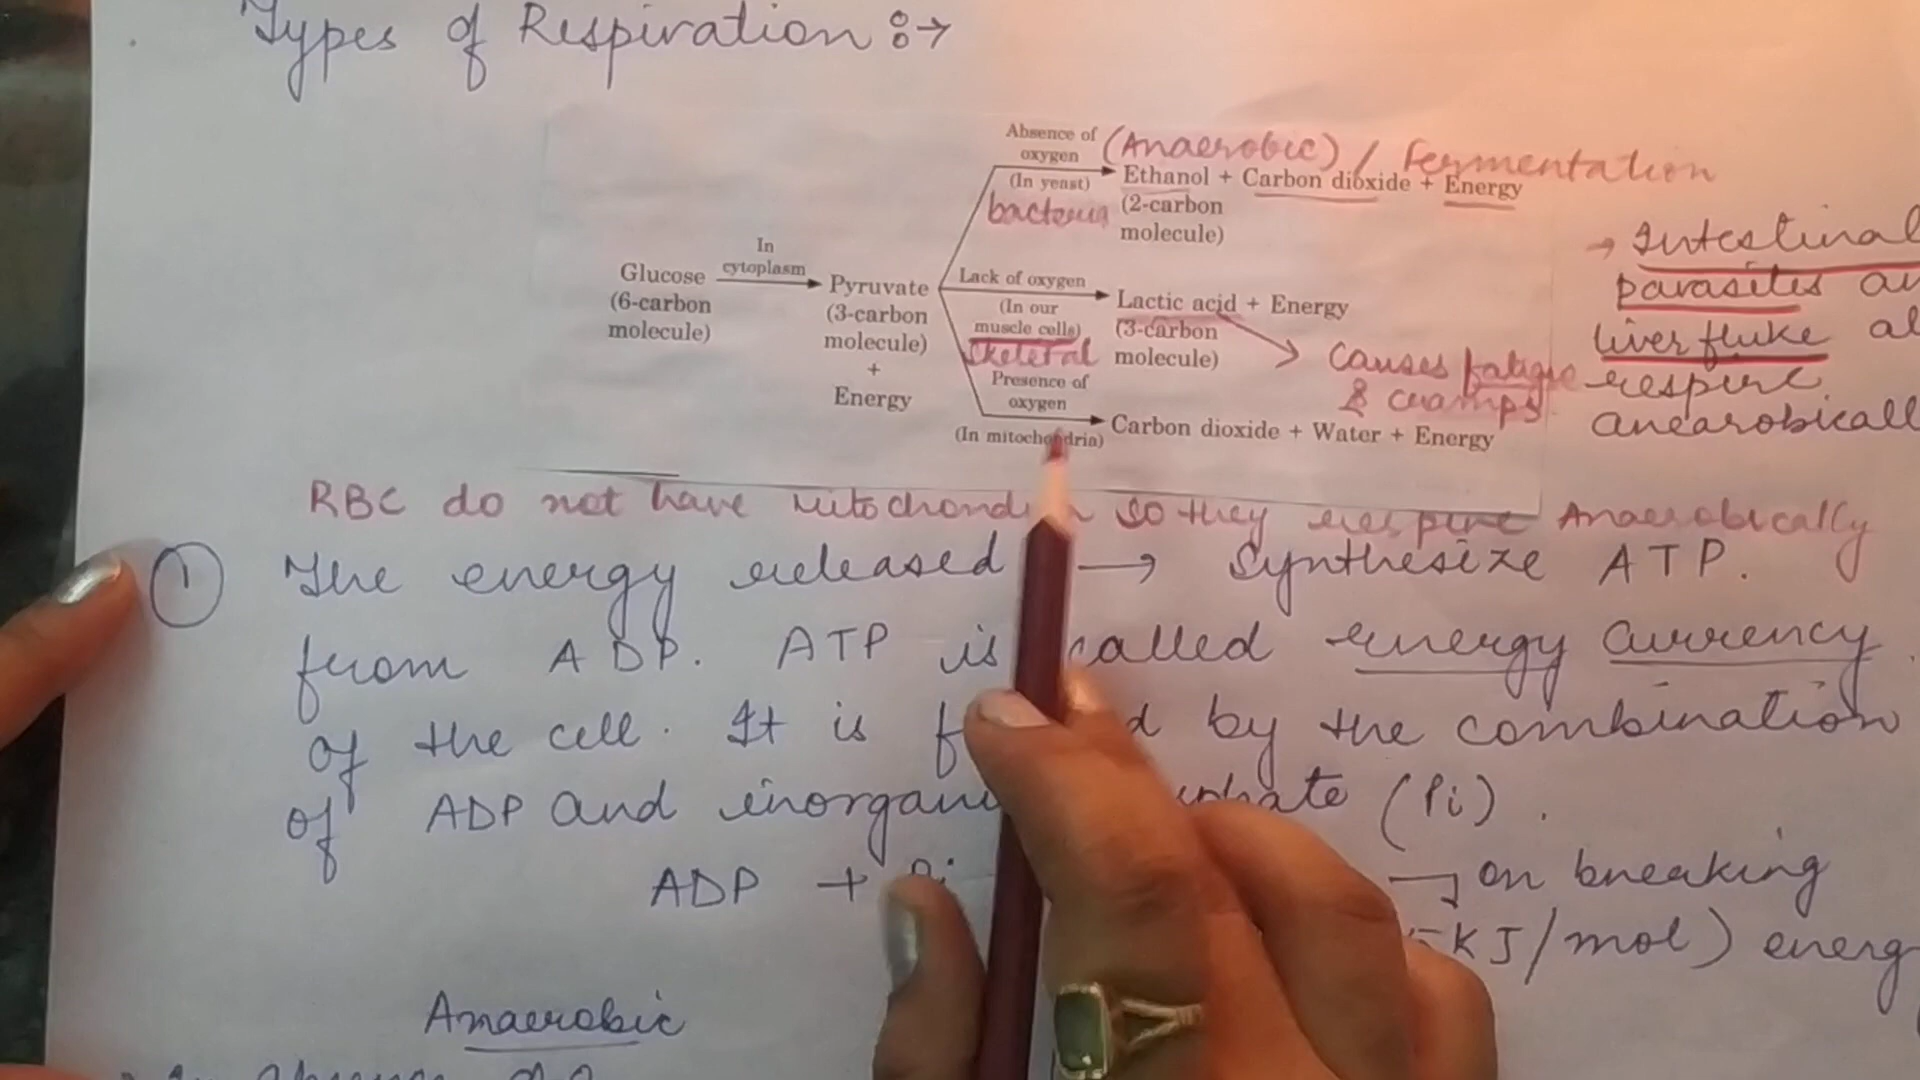 Types of Respiration :→
Absence of
oxygen
(Anaerobic) / Fermentation
(In yeast)
bacteria
Ethanol + Carbon dioxide + Energy
(2-carbon
molecule)
In
cytoplasm
Glucose
(6-carbon
molecule)
Pyruvate
(3-carbon
molecule)
+
Energy
Lack of oxygen
(In our
muscle cells)
skeletal
Lactic acid + Energy
(3-carbon
molecule)
causes fatigue
& cramps
Presence of
oxygen
(In mitochondria)
Carbon dioxide + Water + Energy
→ Intestinal
parasites
liver fluke
respire
RBC do not have so they respire Anaerobically
① The energy released → Synthesize ATP.
from ADP. ATP is called energy currency
of the cell. It is by the combination
of ADP and (Pi).
ADP + Pi → on breaking
KJ/mol)
Anaerobic